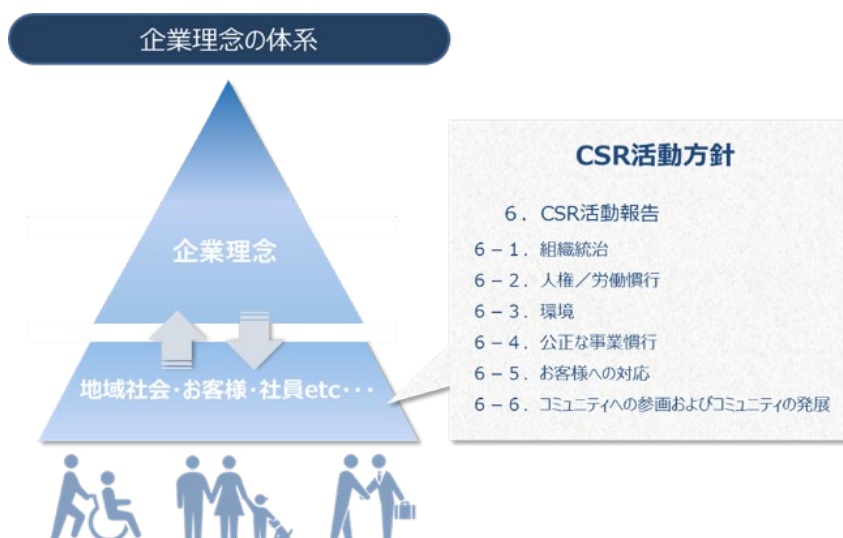 企業理念の体系
企業理念
地域社会・お客様・社員etc・・・
CSR活動方針
6．CSR活動報告
6－1．組織統治
6－2．人権／労働慣行
6－3．環境
6－4．公正な事業慣行
6－5．お客様への対応
6－6．コミュニティへの参画およびコミュニティの発展